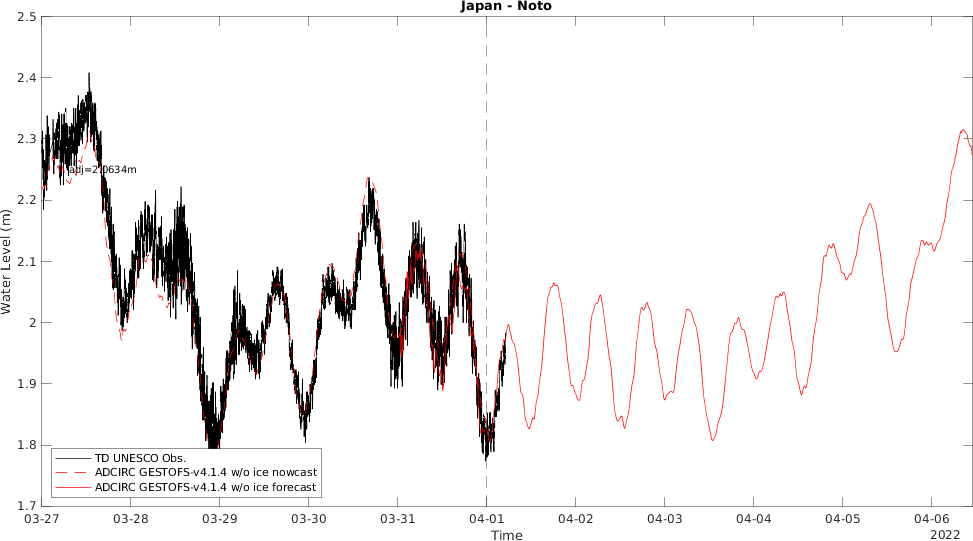 Japan - Noto
2.5
2.4
2.3
2.2
2.1
2
1.9
1.8
1.7
Water Level (m)
adj=2.0634m
TD UNESCO Obs.
ADCIRC GESTOFS-v4.1.4 w/o ice nowcast
ADCIRC GESTOFS-v4.1.4 w/o ice forecast
03-27 03-28 03-29 03-30 03-31 04-01 04-02 04-03 04-04 04-05 04-06
Time
2022